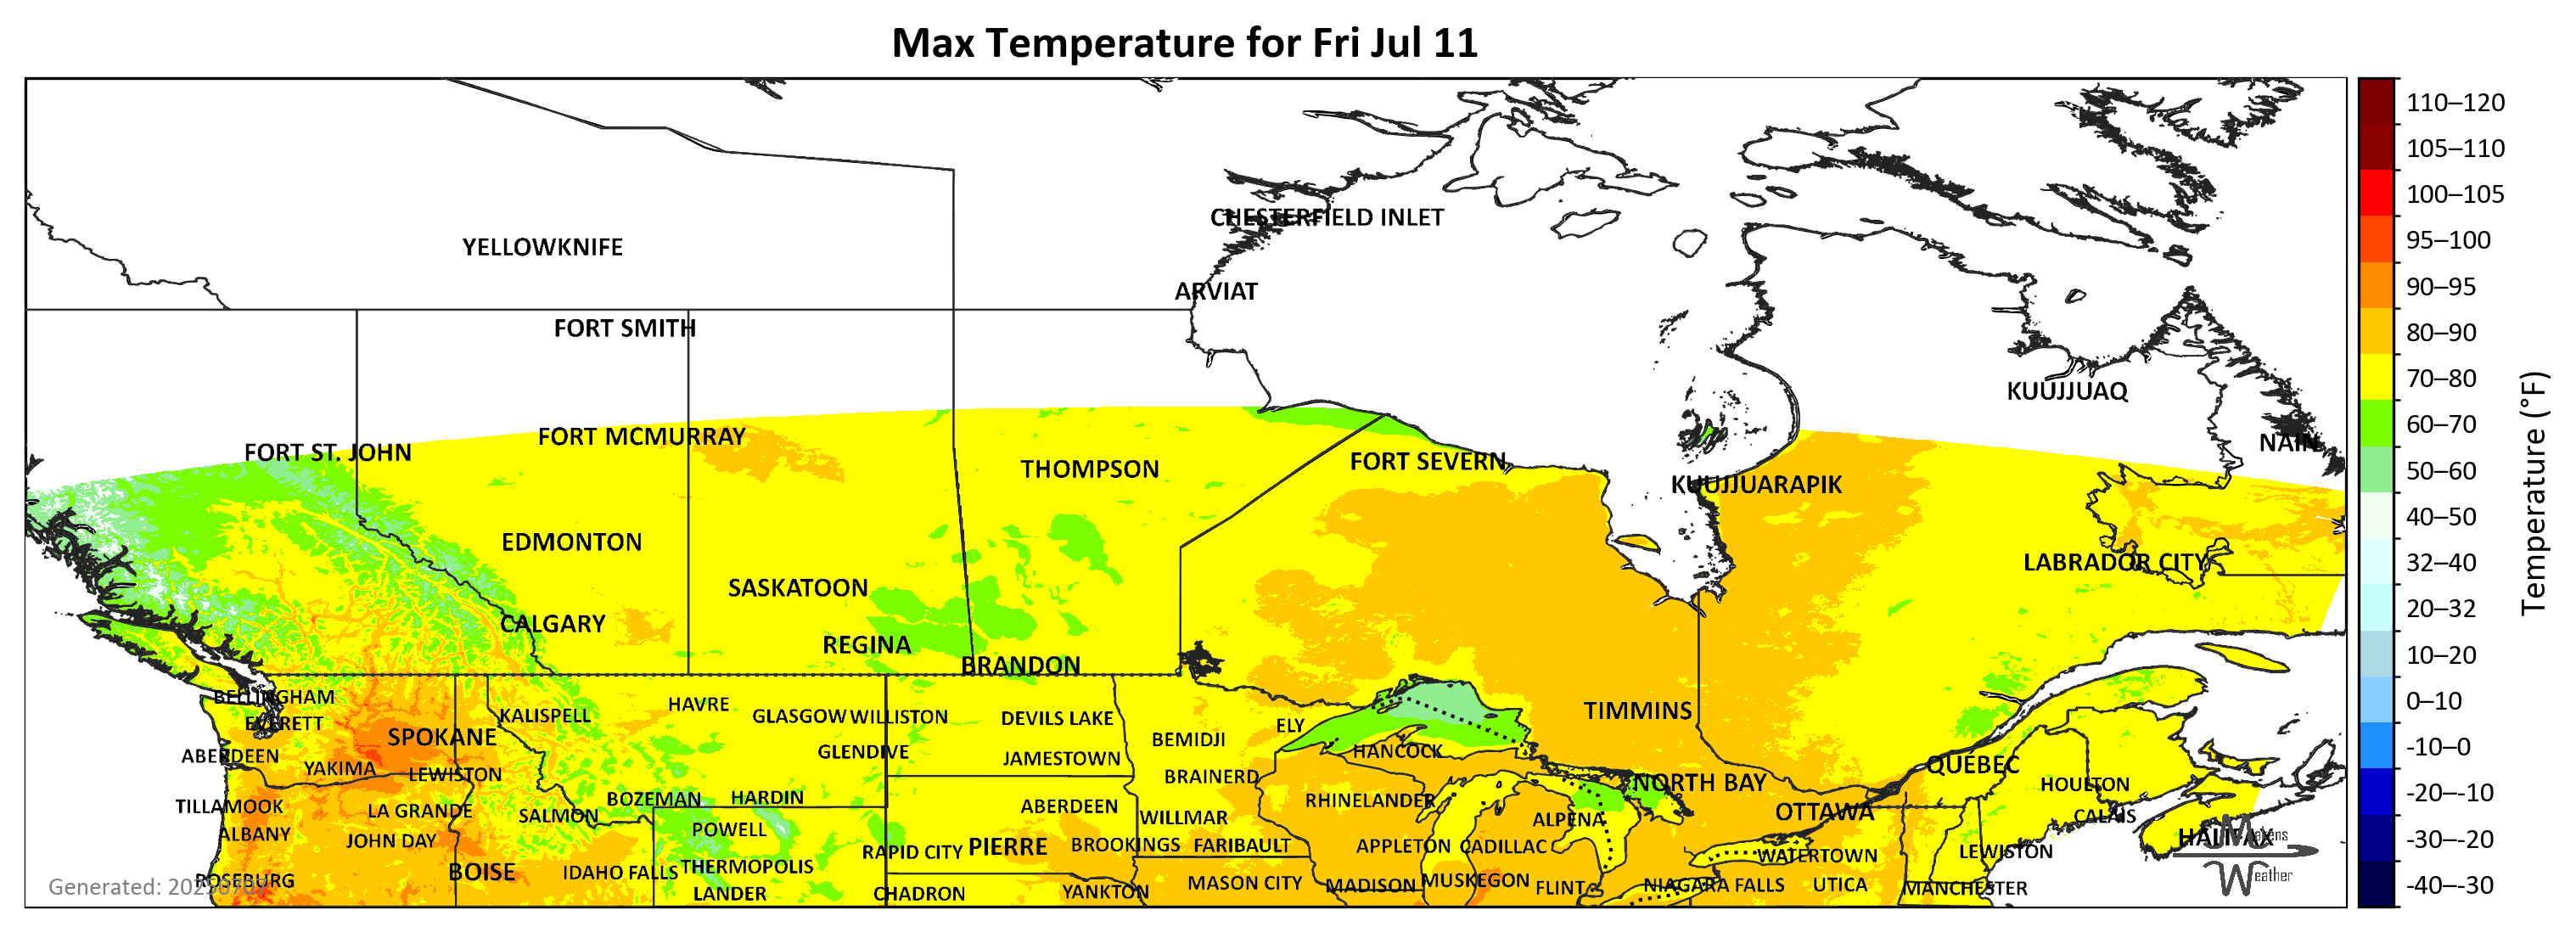 Max Temperature for Fri Jul 11
110–120
105–110
100–105
95–100
90–95
80–90
70–80
60–70
50–60
40–50
32–40
20–32
10–20
0–10
-10–0
-20–-10
-30–-20
-40–-30
Temperature (°F)
CHESTERFIELD INLET
YELLOWKNIFE
ARVIAT
FORT SMITH
KUUJJUAQ
FORT MCMURRAY
NAIN
FORT ST. JOHN
FORT SEVERN
THOMPSON
KUUJJUARAPIK
EDMONTON
LABRADOR CITY
SASKATOON
CALGARY
REGINA
BRANDON
BELLINGHAM
HAVRE
TIMMINS
KALISPELL
GLASGOW
WILLISTON
DEVILS LAKE
EVERETT
ELY
SPOKANE
BEMIDJI
GLENDIVE
HANCOCK
ABERDEEN
JAMESTOWN
QUÉBEC
YAKIMA
LEWISTON
BRAINERD
NORTH BAY
HOULTON
BOZEMAN
HARDIN
RHINELANDER
TILLAMOOK
ABERDEEN
LA GRANDE
OTTAWA
SALMON
CALAIS
WILLMAR
ALPENA
POWELL
ALBANY
HALIFAX
JOHN DAY
PIERRE
BROOKINGS
FARIBAULT
APPLETON
CADILLAC
RAPID CITY
LEWISTON
WATERTOWN
THERMOPOLIS
BOISE
IDAHO FALLS
ROSEBURG
MUSKEGON
MASON CITY
MADISON
FLINT
NIAGARA FALLS
UTICA
MANCHESTER
YANKTON
LANDER
CHADRON
Generated: 20250707
Makens
Weather